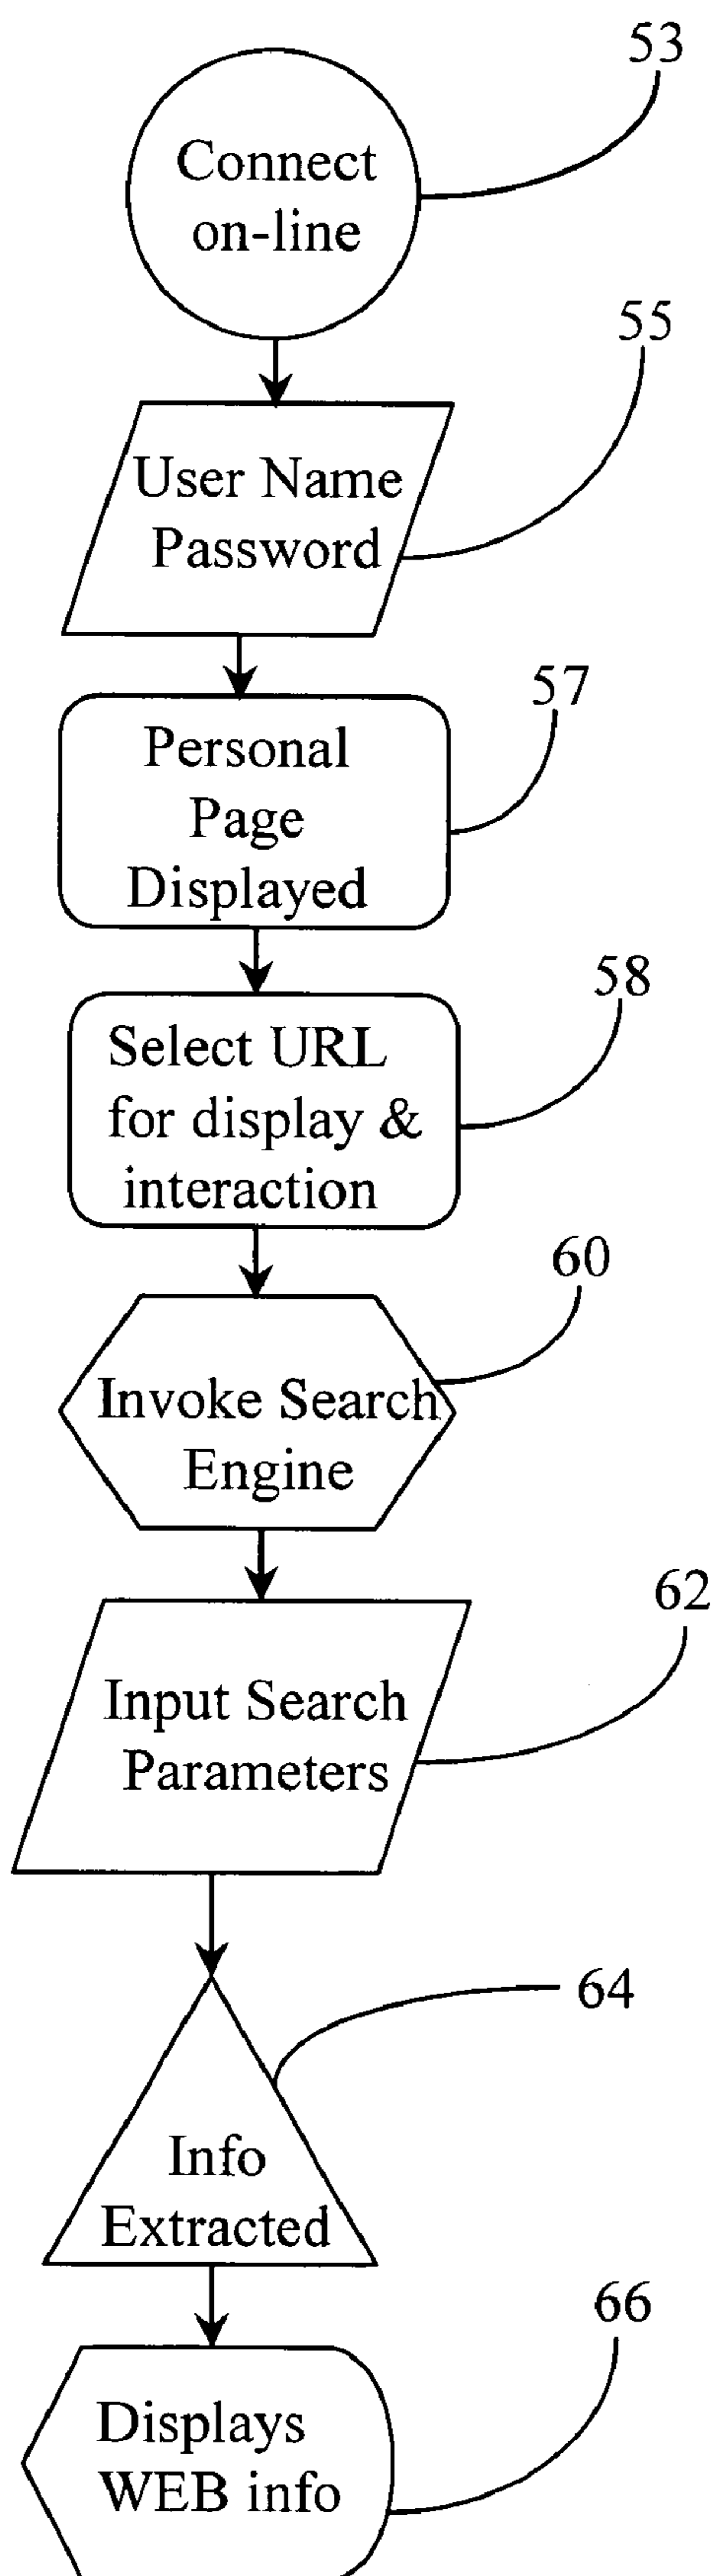 53
Connect
on-line
55
User Name
Password
57
Personal
Page
Displayed
58
Select URL
for display &
interaction
60
Invoke Search
Engine
62
Input Search
Parameters
64
Info
Extracted
66
Displays
WEB info